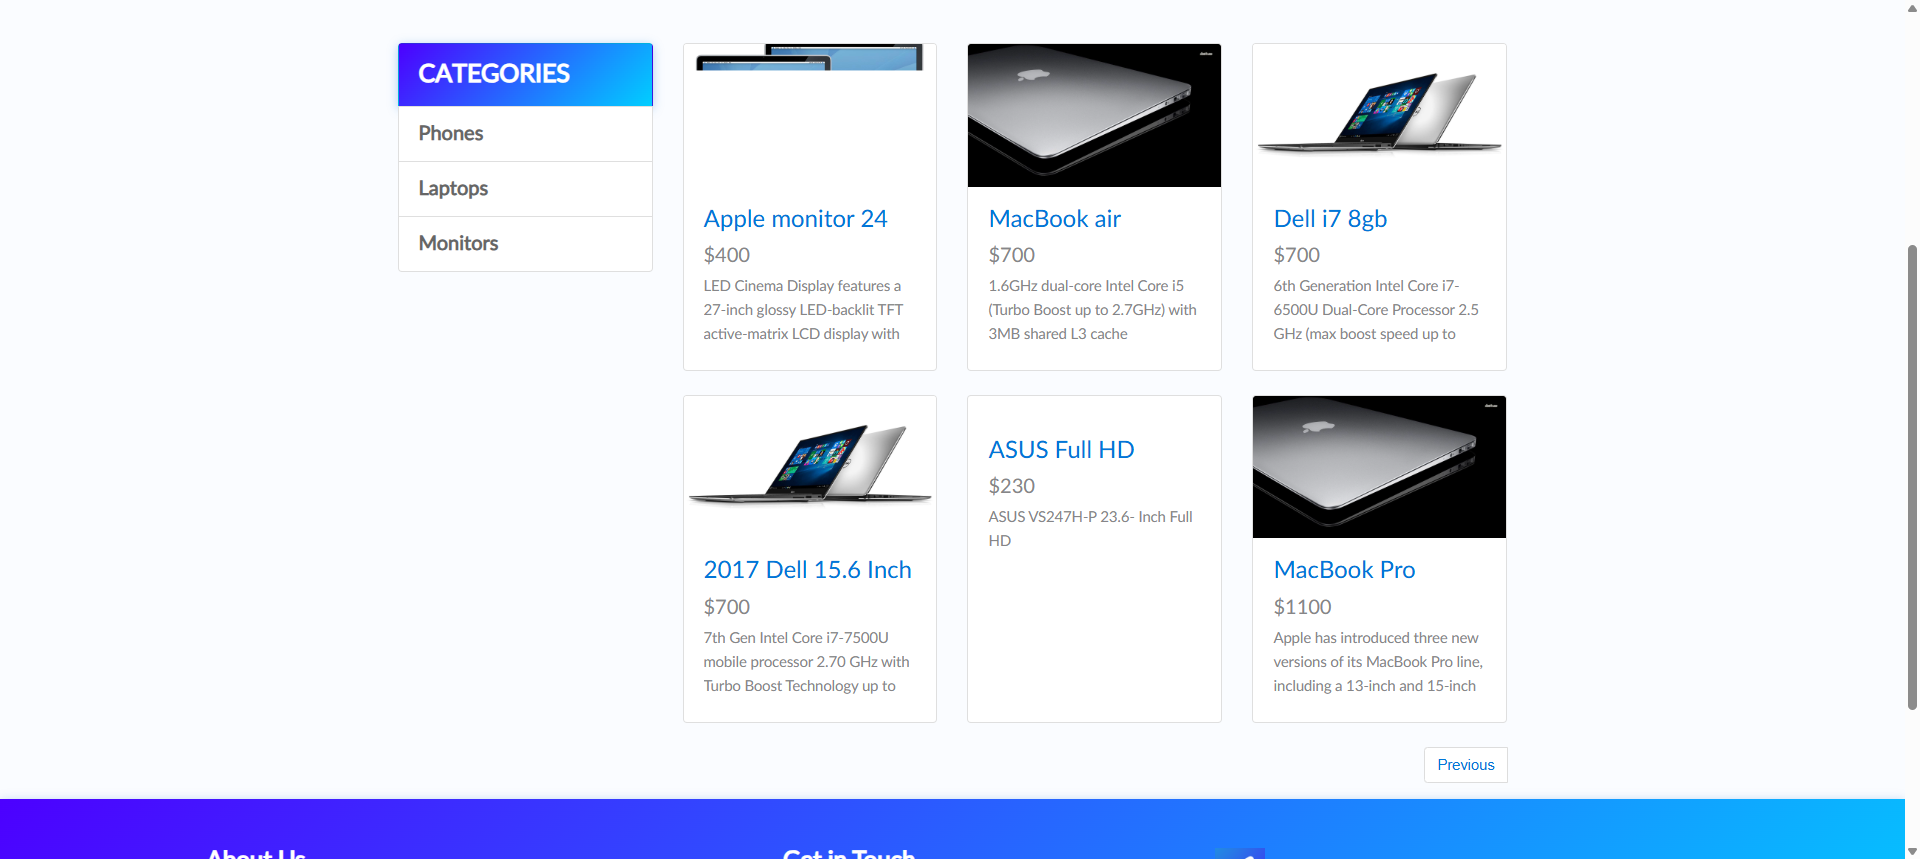 CATEGORIES
Phones
Laptops
Monitors
Apple monitor 24
$400
LED Cinema Display features a
27-inch glossy LED-backlit TFT
active-matrix LCD display with
MacBook air
$700
1.6GHz dual-core Intel Core i5
(Turbo Boost up to 2.7GHz) with
3MB shared L3 cache
Dell i7 8gb
$700
6th Generation Intel Core i7-
6500U Dual-Core Processor 2.5
GHz (max boost speed up to
2017 Dell 15.6 Inch
$700
7th Gen Intel Core i7-7500U
mobile processor 2.70 GHz with
Turbo Boost Technology up to
ASUS Full HD
$230
ASUS VS247H-P 23.6- Inch Full
HD
MacBook Pro
$1100
Apple has introduced three new
versions of its MacBook Pro line,
including a 13-inch and 15-inch
Previous
About Us
Get in Touch